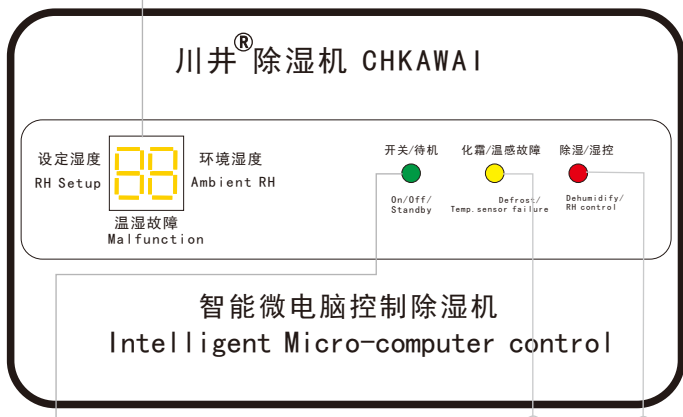 川井®除湿机 CHKAWAI
设定湿度
RH Setup
88
环境湿度
Ambient RH
温湿故障
Malfunction
开关/待机
On/Off/
Standby
化霜/温感故障
Defrost/
Temp.sensor failure
除湿/湿控
Dehumidify/
RH control
智能微电脑控制除湿机
Intelligent Micro-computer control